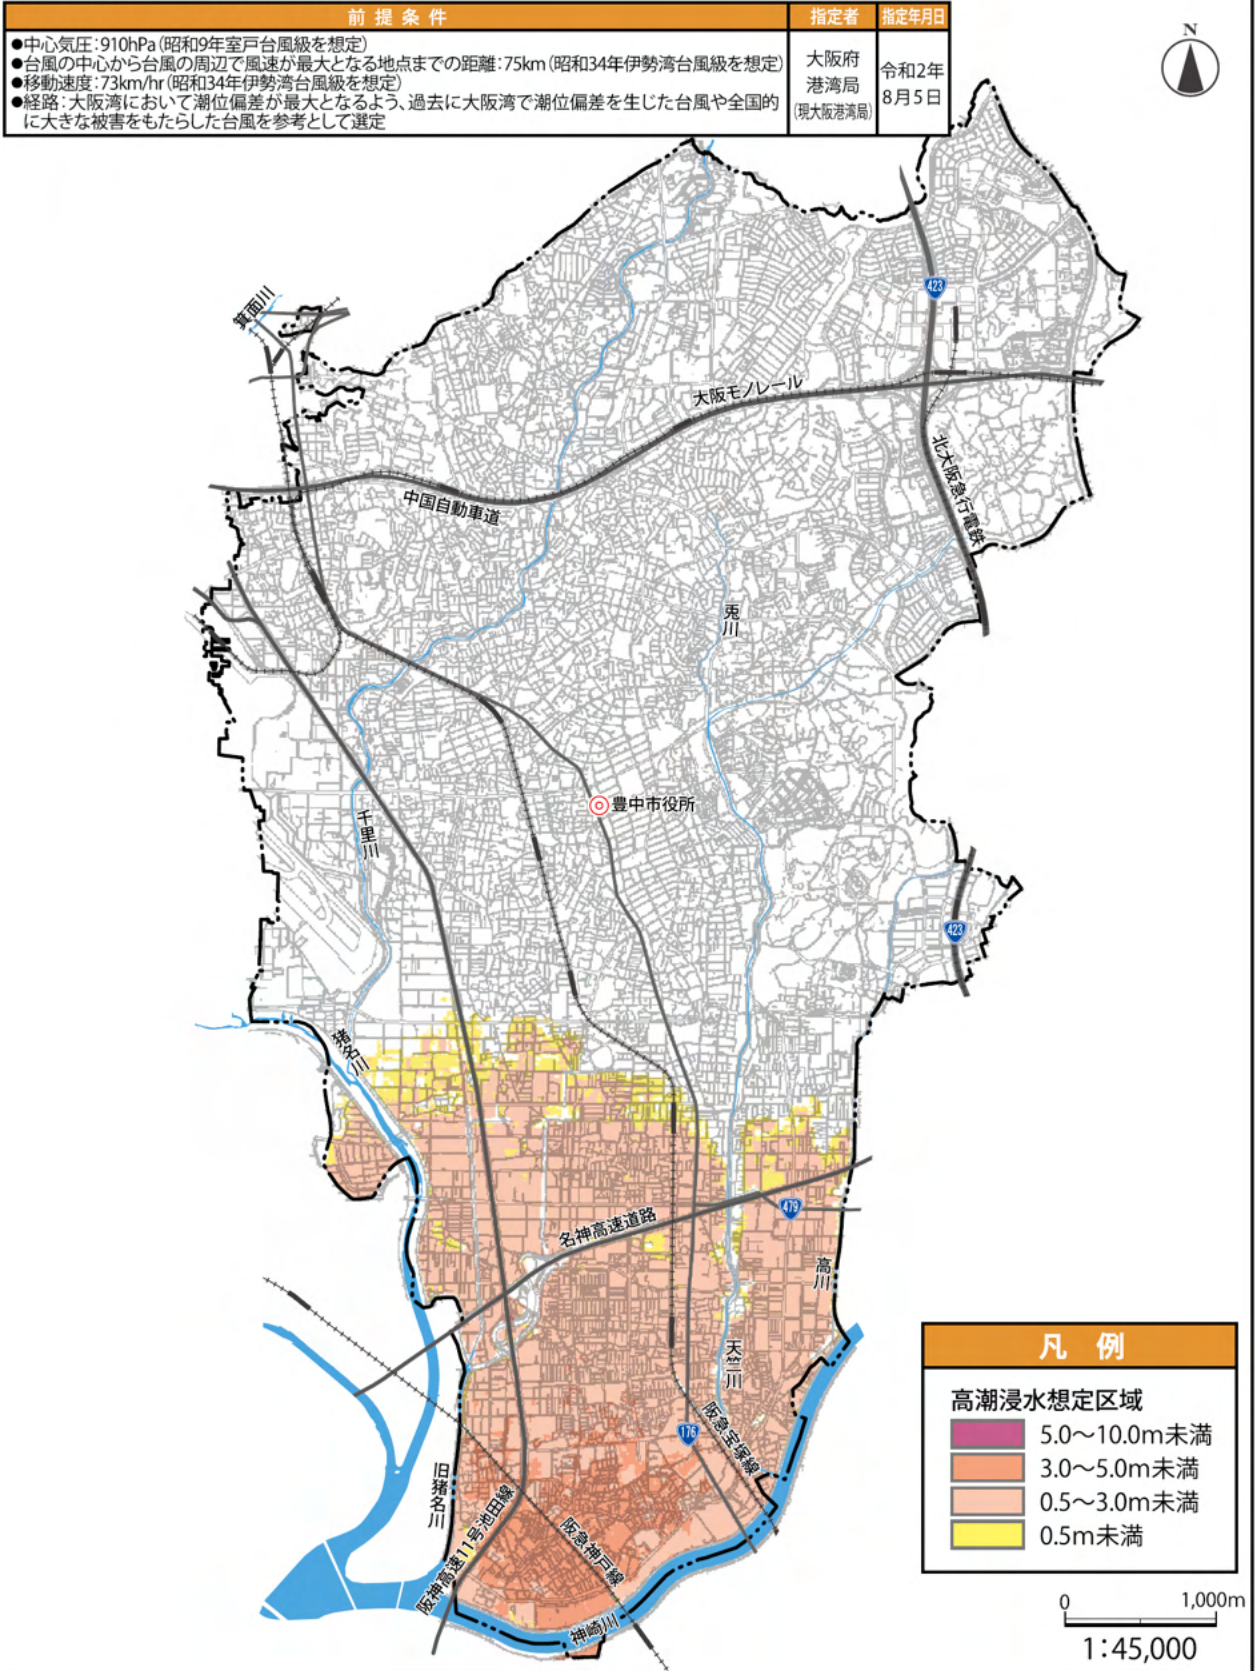 前提条件
指定者
指定年月日
●中心気圧:910hPa(昭和9年室戸台風級を想定)
●台風の中心から台風の周辺で風速が最大となる地点までの距離:75km(昭和34年伊勢湾台風級を想定)
●移動速度:73km/hr(昭和34年伊勢湾台風級を想定)
●経路:大阪湾において潮位偏差が最大となるよう、過去に大阪湾で潮位偏差を生じた台風や全国的
に大きな被害をもたらした台風を参考として選定
大阪府
港湾局
(現大阪港湾局)
令和2年
8月5日
N
423
箕面川
大阪モノレール
北大阪急行電鉄
中国自動車道
兎川
豊中市役所
千里川
423
猪名川
479
名神高速道路
高川
天竺川
176
阪急宝塚線
旧猪名川
阪神高速11号池田線
阪急神戸線
神崎川
凡例
高潮浸水想定区域
5.0～10.0m未満
3.0～5.0m未満
0.5～3.0m未満
0.5m未満
0
1,000m
1:45,000